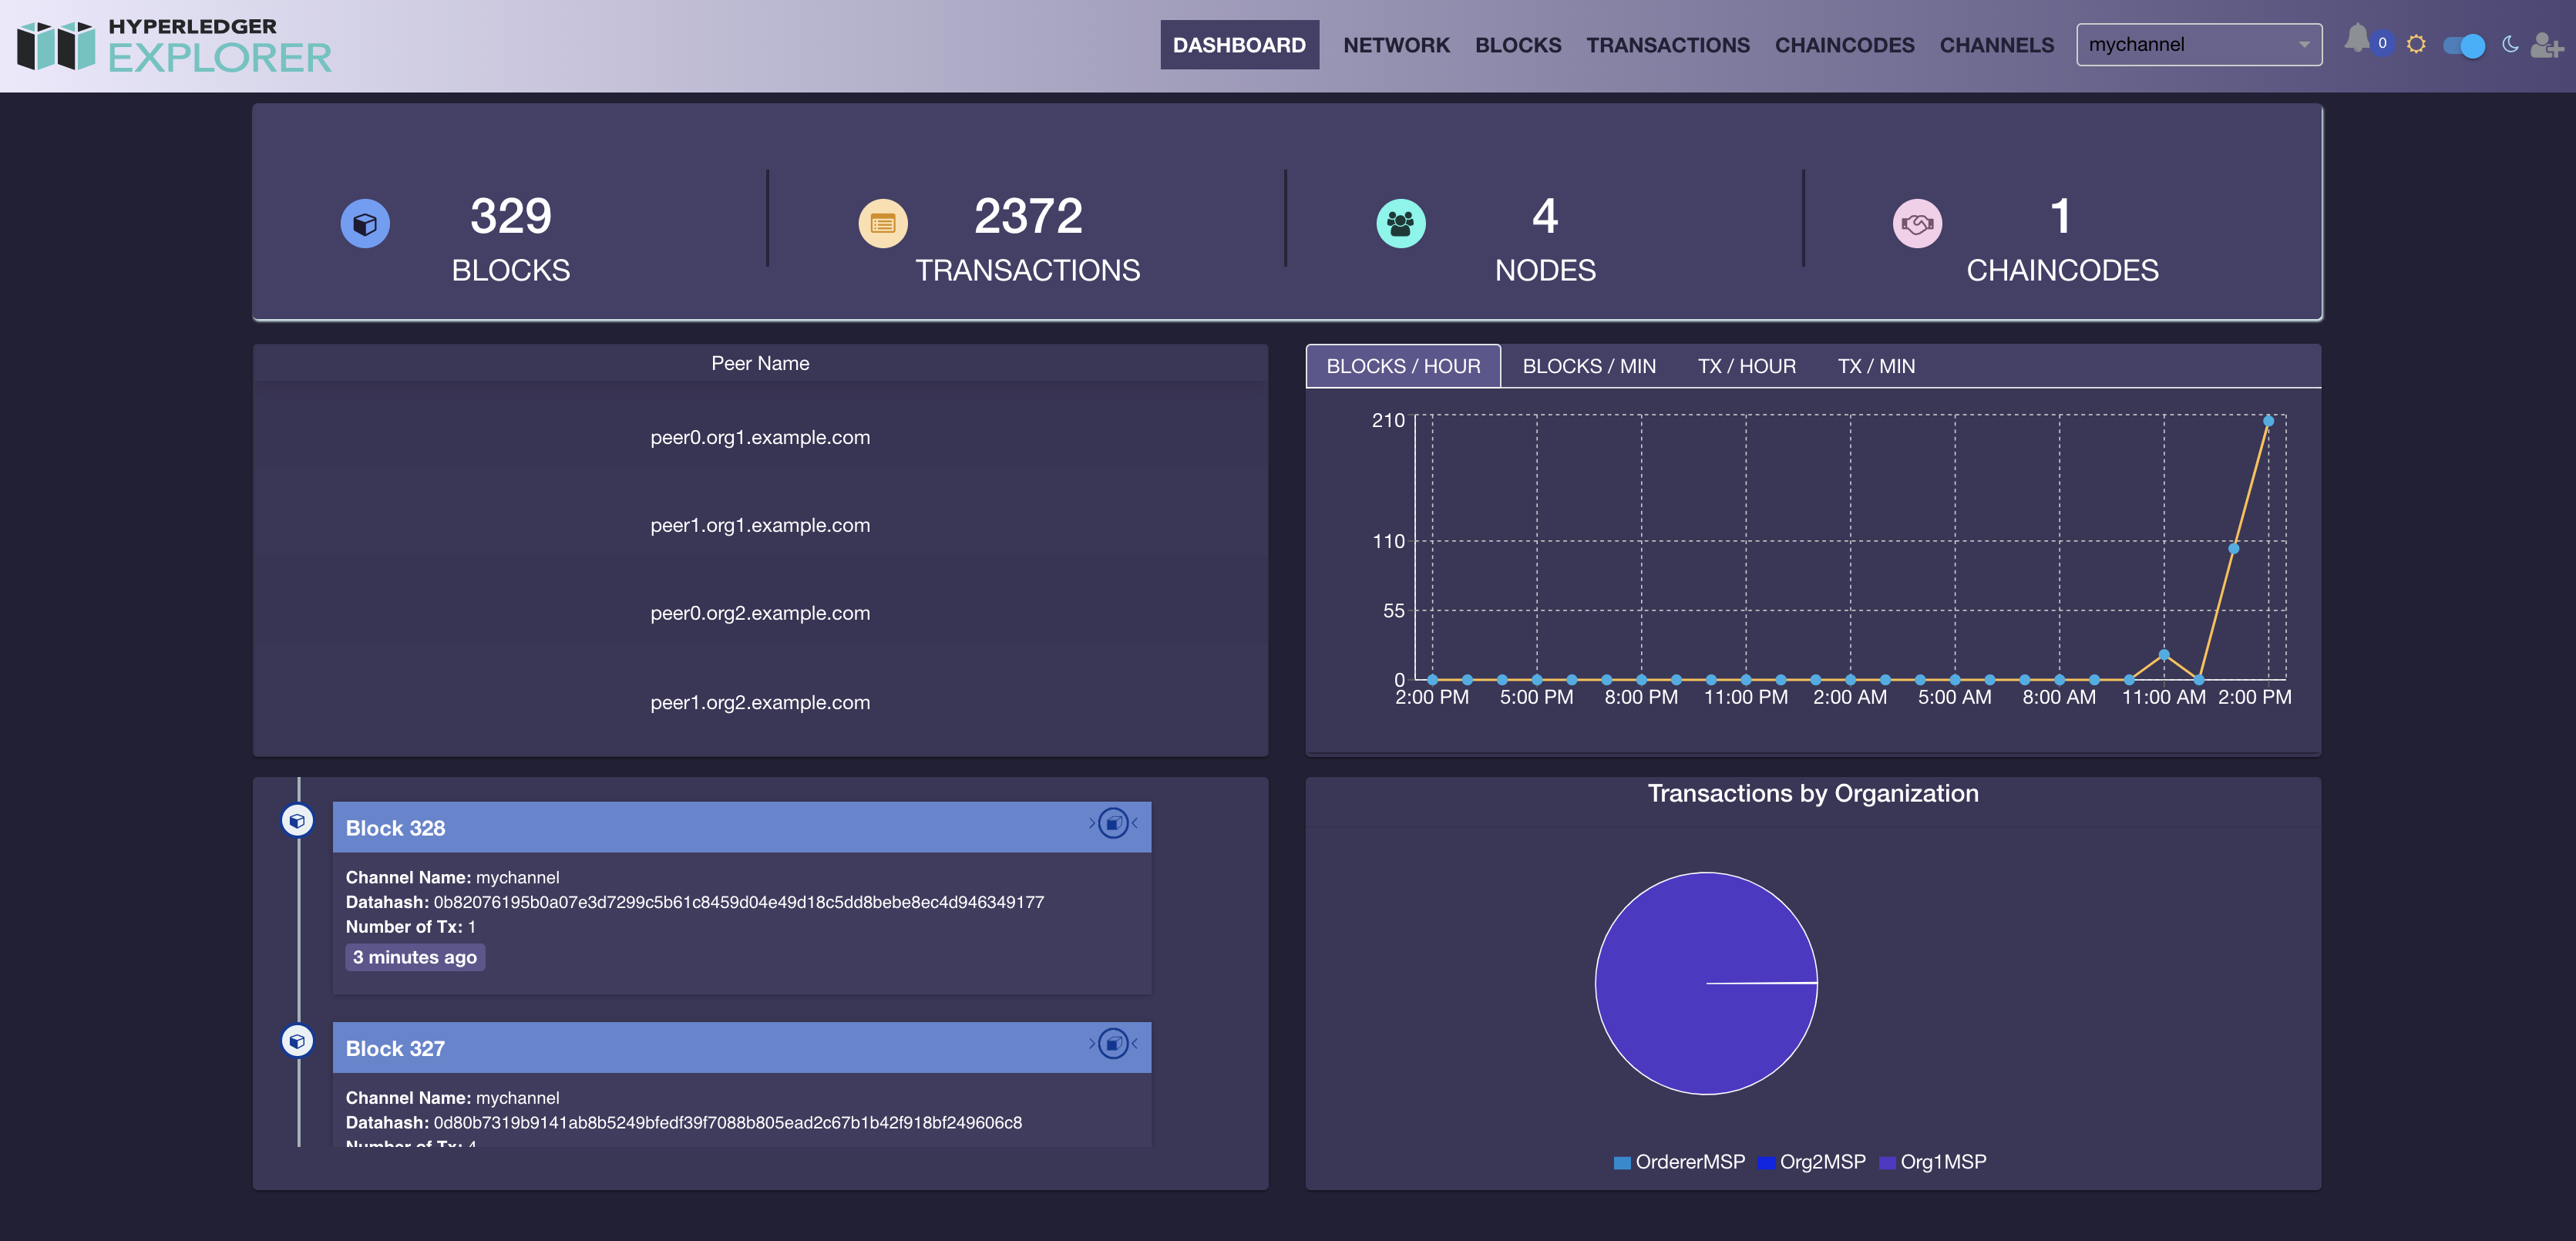 HYPERLEDGER
EXPLORER
DASHBOARD NETWORK BLOCKS TRANSACTIONS CHAINCODES CHANNELS mychannel 0
329
BLOCKS
2372
TRANSACTIONS
4
NODES
1
CHAINCODES
Peer Name
peer0.org1.example.com
peer1.org1.example.com
peer0.org2.example.com
peer1.org2.example.com
BLOCKS / HOUR BLOCKS / MIN TX / HOUR TX / MIN
210
110
55
0
2:00 PM 5:00 PM 8:00 PM 11:00 PM 2:00 AM 5:00 AM 8:00 AM 11:00 AM 2:00 PM
Block 328
Channel Name: mychannel
Datahash: 0b82076195b0a07e3d7299c5b61c8459d04e49d18c5dd8bebe8ec4d946349177
Number of Tx: 1
3 minutes ago
Block 327
Channel Name: mychannel
Datahash: 0d80b7319b9141ab8b5249bfedf39f7088b805ead2c67b1b42f918bf249606c8
Number of Tx: 4
Transactions by Organization
OrdererMSP Org2MSP Org1MSP